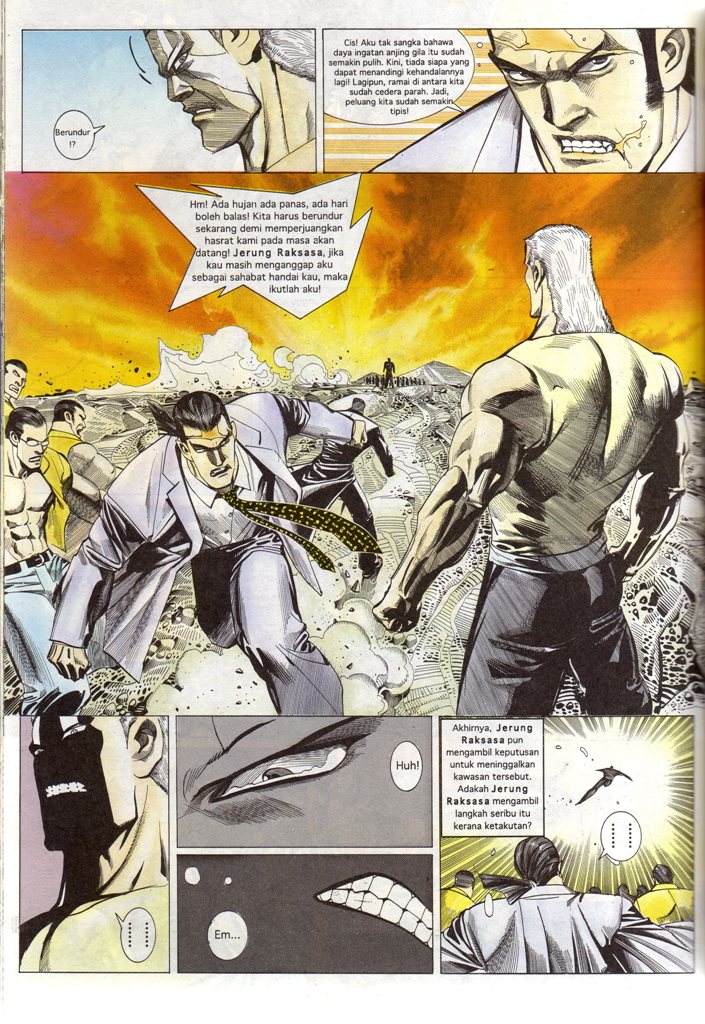 Berundur
!?
Cis! Aku tak sangka bahawa
daya ingatan anjing gila itu sudah
semakin pulih. Kini, tiada siapa yang
dapat menandingi kehandalannya
lagi! Lagipun, ramai di antara kita
sudah cedera parah. Jadi,
peluang kita sudah semakin
tipis!
Hm! Ada hujan ada panas, ada hari
boleh balas! Kita harus berundur
sekarang demi memperjuangkan
hasrat kami pada masa akan
datang! Jerung Raksasa, jika
kau masih menganggap aku
sebagai sahabat handai kau, maka
ikutlah aku!
Huh!
Em...
Akhirnya, Jerung
Raksasa pun
mengambil keputusan
untuk meninggalkan
kawasan tersebut.
Adakah Jerung
Raksasa mengambil
langkah seribu itu
kerana ketakutan?